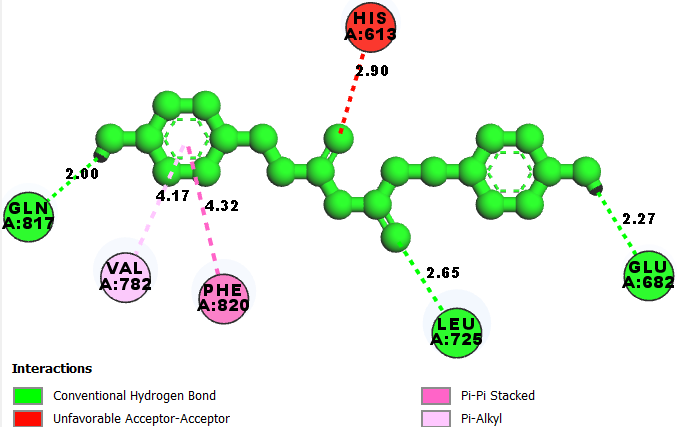 HIS
A:613
2.90
2.00
GLN
A:817
4.17
4.32
2.27
VAL
A:782
PHE
A:820
GLU
A:682
2.65
LEU
A:725
Interactions
Conventional Hydrogen Bond
Pi-Pi Stacked
Unfavorable Acceptor-Acceptor
Pi-Alkyl